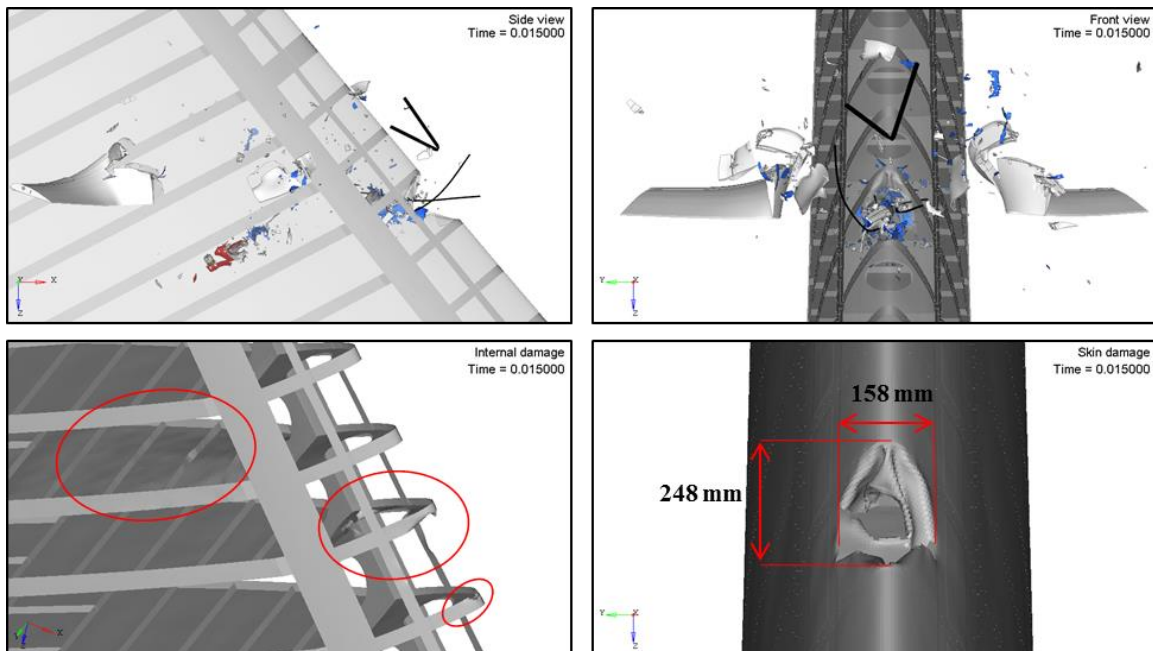 Side view
Time = 0.015000
Y
X
Z
Front view
Time = 0.015000
Y
X
Z
Internal damage
Time = 0.015000
Y
X
Z
Skin damage
Time = 0.015000
158 mm
248 mm
Y
X
Z